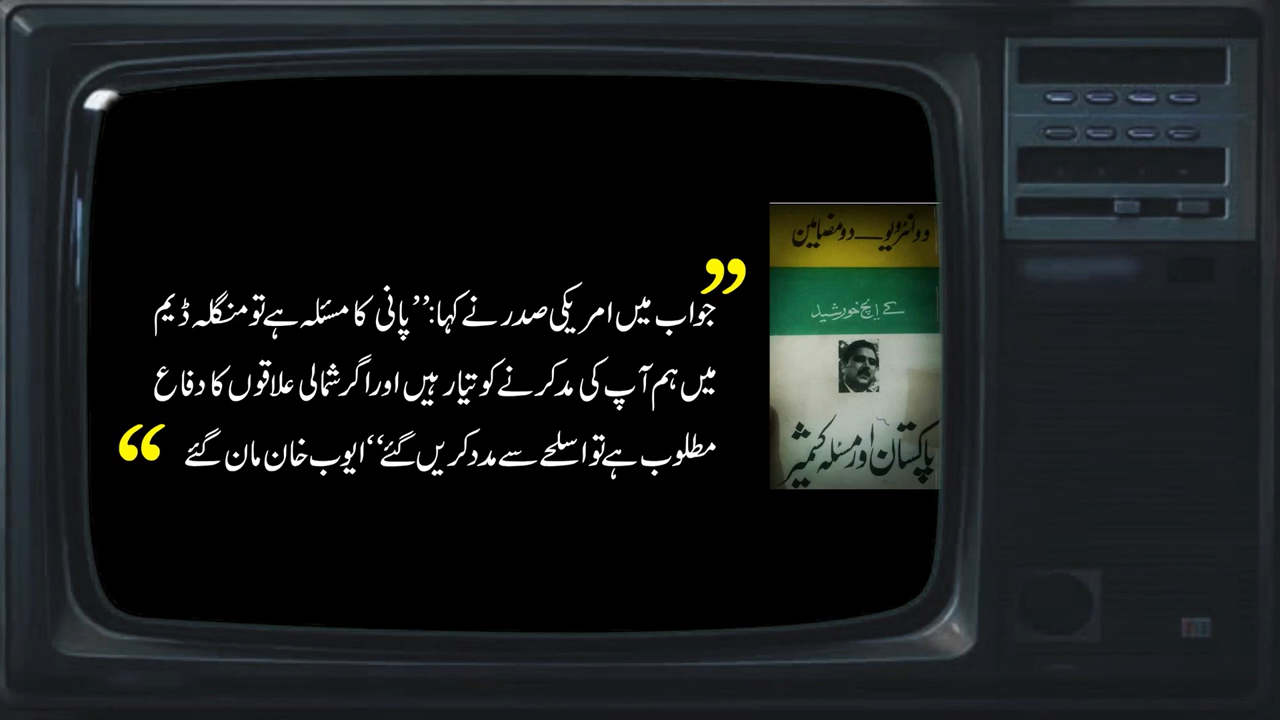 دو انٹرویو — دو مضامین
کے ایچ خورشید
پاکستان اور مسئلہ کشمیر
”جواب میں امریکی صدر نے کہا: ”پانی کا مسئلہ ہے تو منگلہ ڈیم
میں ہم آپ کی مدد کرنے کو تیار ہیں اور اگر شمالی علاقوں کا دفاع
مطلوب ہے تو اسلحے سے مدد کریں گئے“ ایوب خان مان گئے“